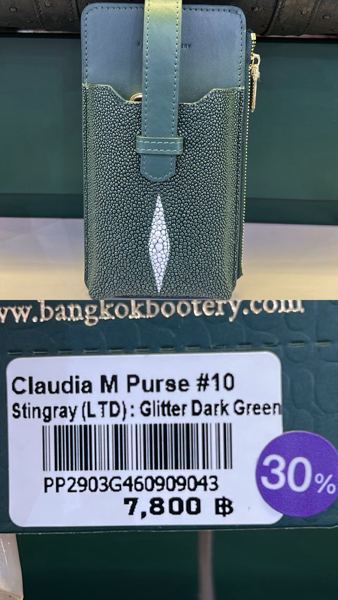 www.bangkokbootery.com
Claudia M Purse #10
Stingray (LTD) : Glitter Dark Green
PP2903G460909043
7,800 ฿
30%